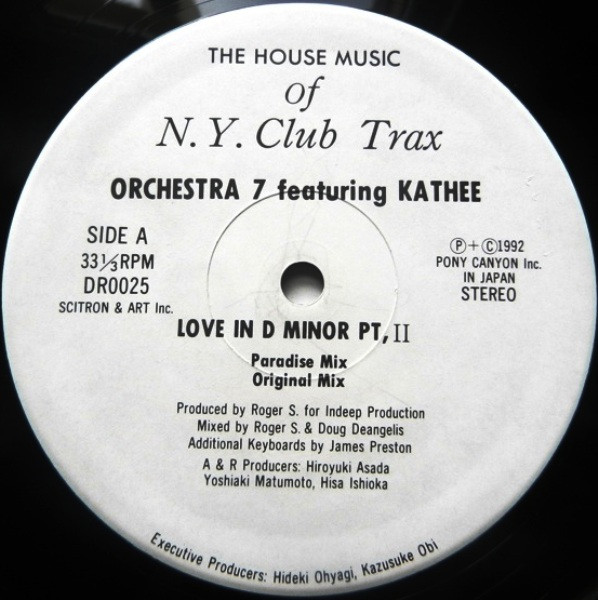 THE HOUSE MUSIC
of
N.Y. Club Trax
ORCHESTRA 7 featuring KATHEE
SIDE A
33⅓RPM
DR0025
SCITRON & ART Inc.
Ⓟ+Ⓒ1992
PONY CANYON Inc.
IN JAPAN
STEREO
LOVE IN D MINOR PT, II
Paradise Mix
Original Mix
Produced by Roger S. for Indeep Production
Mixed by Roger S. & Doug Deangelis
Additional Keyboards by James Preston
A & R Producers: Hiroyuki Asada
Yoshiaki Matumoto, Hisa Ishioka
Executive Producers: Hideki Ohyagi, Kazusuke Obi